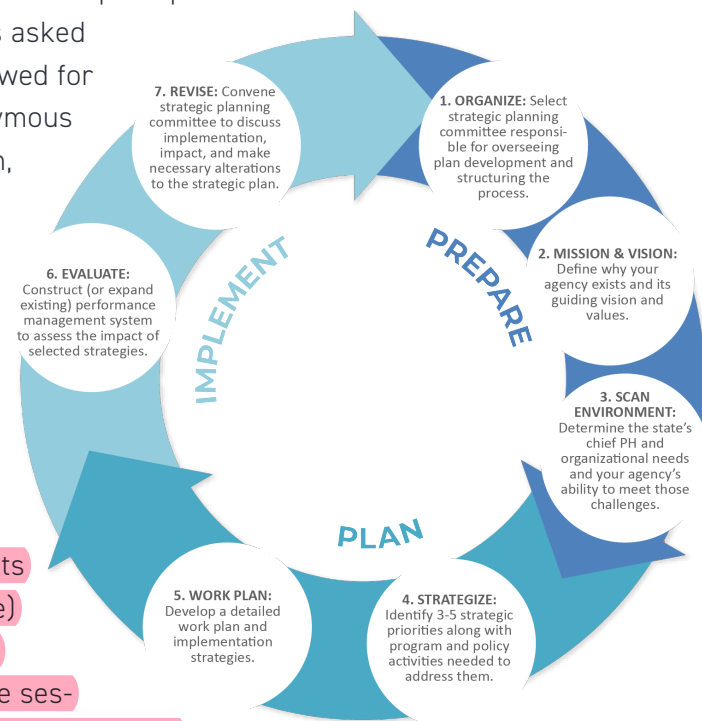 s asked
wed for
ymous
n,
7. REVISE: Convene
strategic planning
committee to discuss
implementation,
impact, and make
necessary alterations
to the strategic plan.
1. ORGANIZE: Select
strategic planning
committee responsi-
ble for overseeing
plan development and
structuring the
process.
2. MISSION & VISION:
Define why your
agency exists and its
guiding vision and
values.
3. SCAN
ENVIRONMENT:
Determine the state's
chief PH and
organizational needs
and your agency's
ability to meet those
challenges.
4. STRATEGIZE:
Identify 3-5 strategic
priorities along with
program and policy
activities needed to
address them.
5. WORK PLAN:
Develop a detailed
work plan and
implementation
strategies.
6. EVALUATE:
Construct (or expand
existing) performance
management system
to assess the impact of
selected strategies.
IMPLEMENT
PREPARE
PLAN
ts
e)
)
e ses-